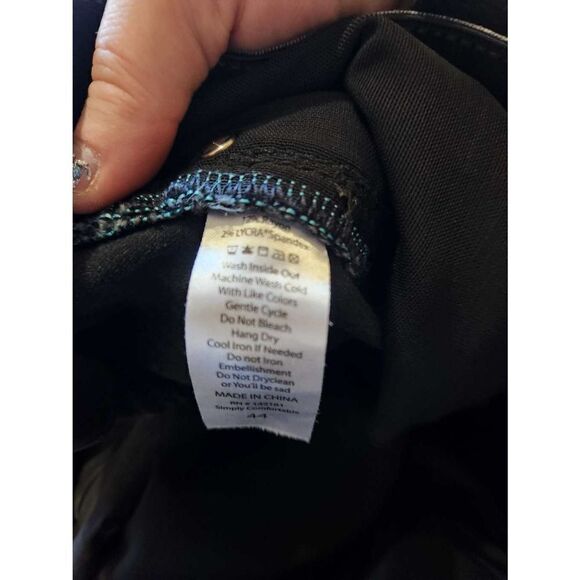 2% LYCRA® Spandex
Wash Inside Out
Machine Wash Cold
With Like Colors
Gentle Cycle
Do Not Bleach
Hang Dry
Cool Iron If Needed
Do not Iron
Embellishment
Do Not Dryclean
or You'll be sad
MADE IN CHINA
RN #
Simply Comfortable
44